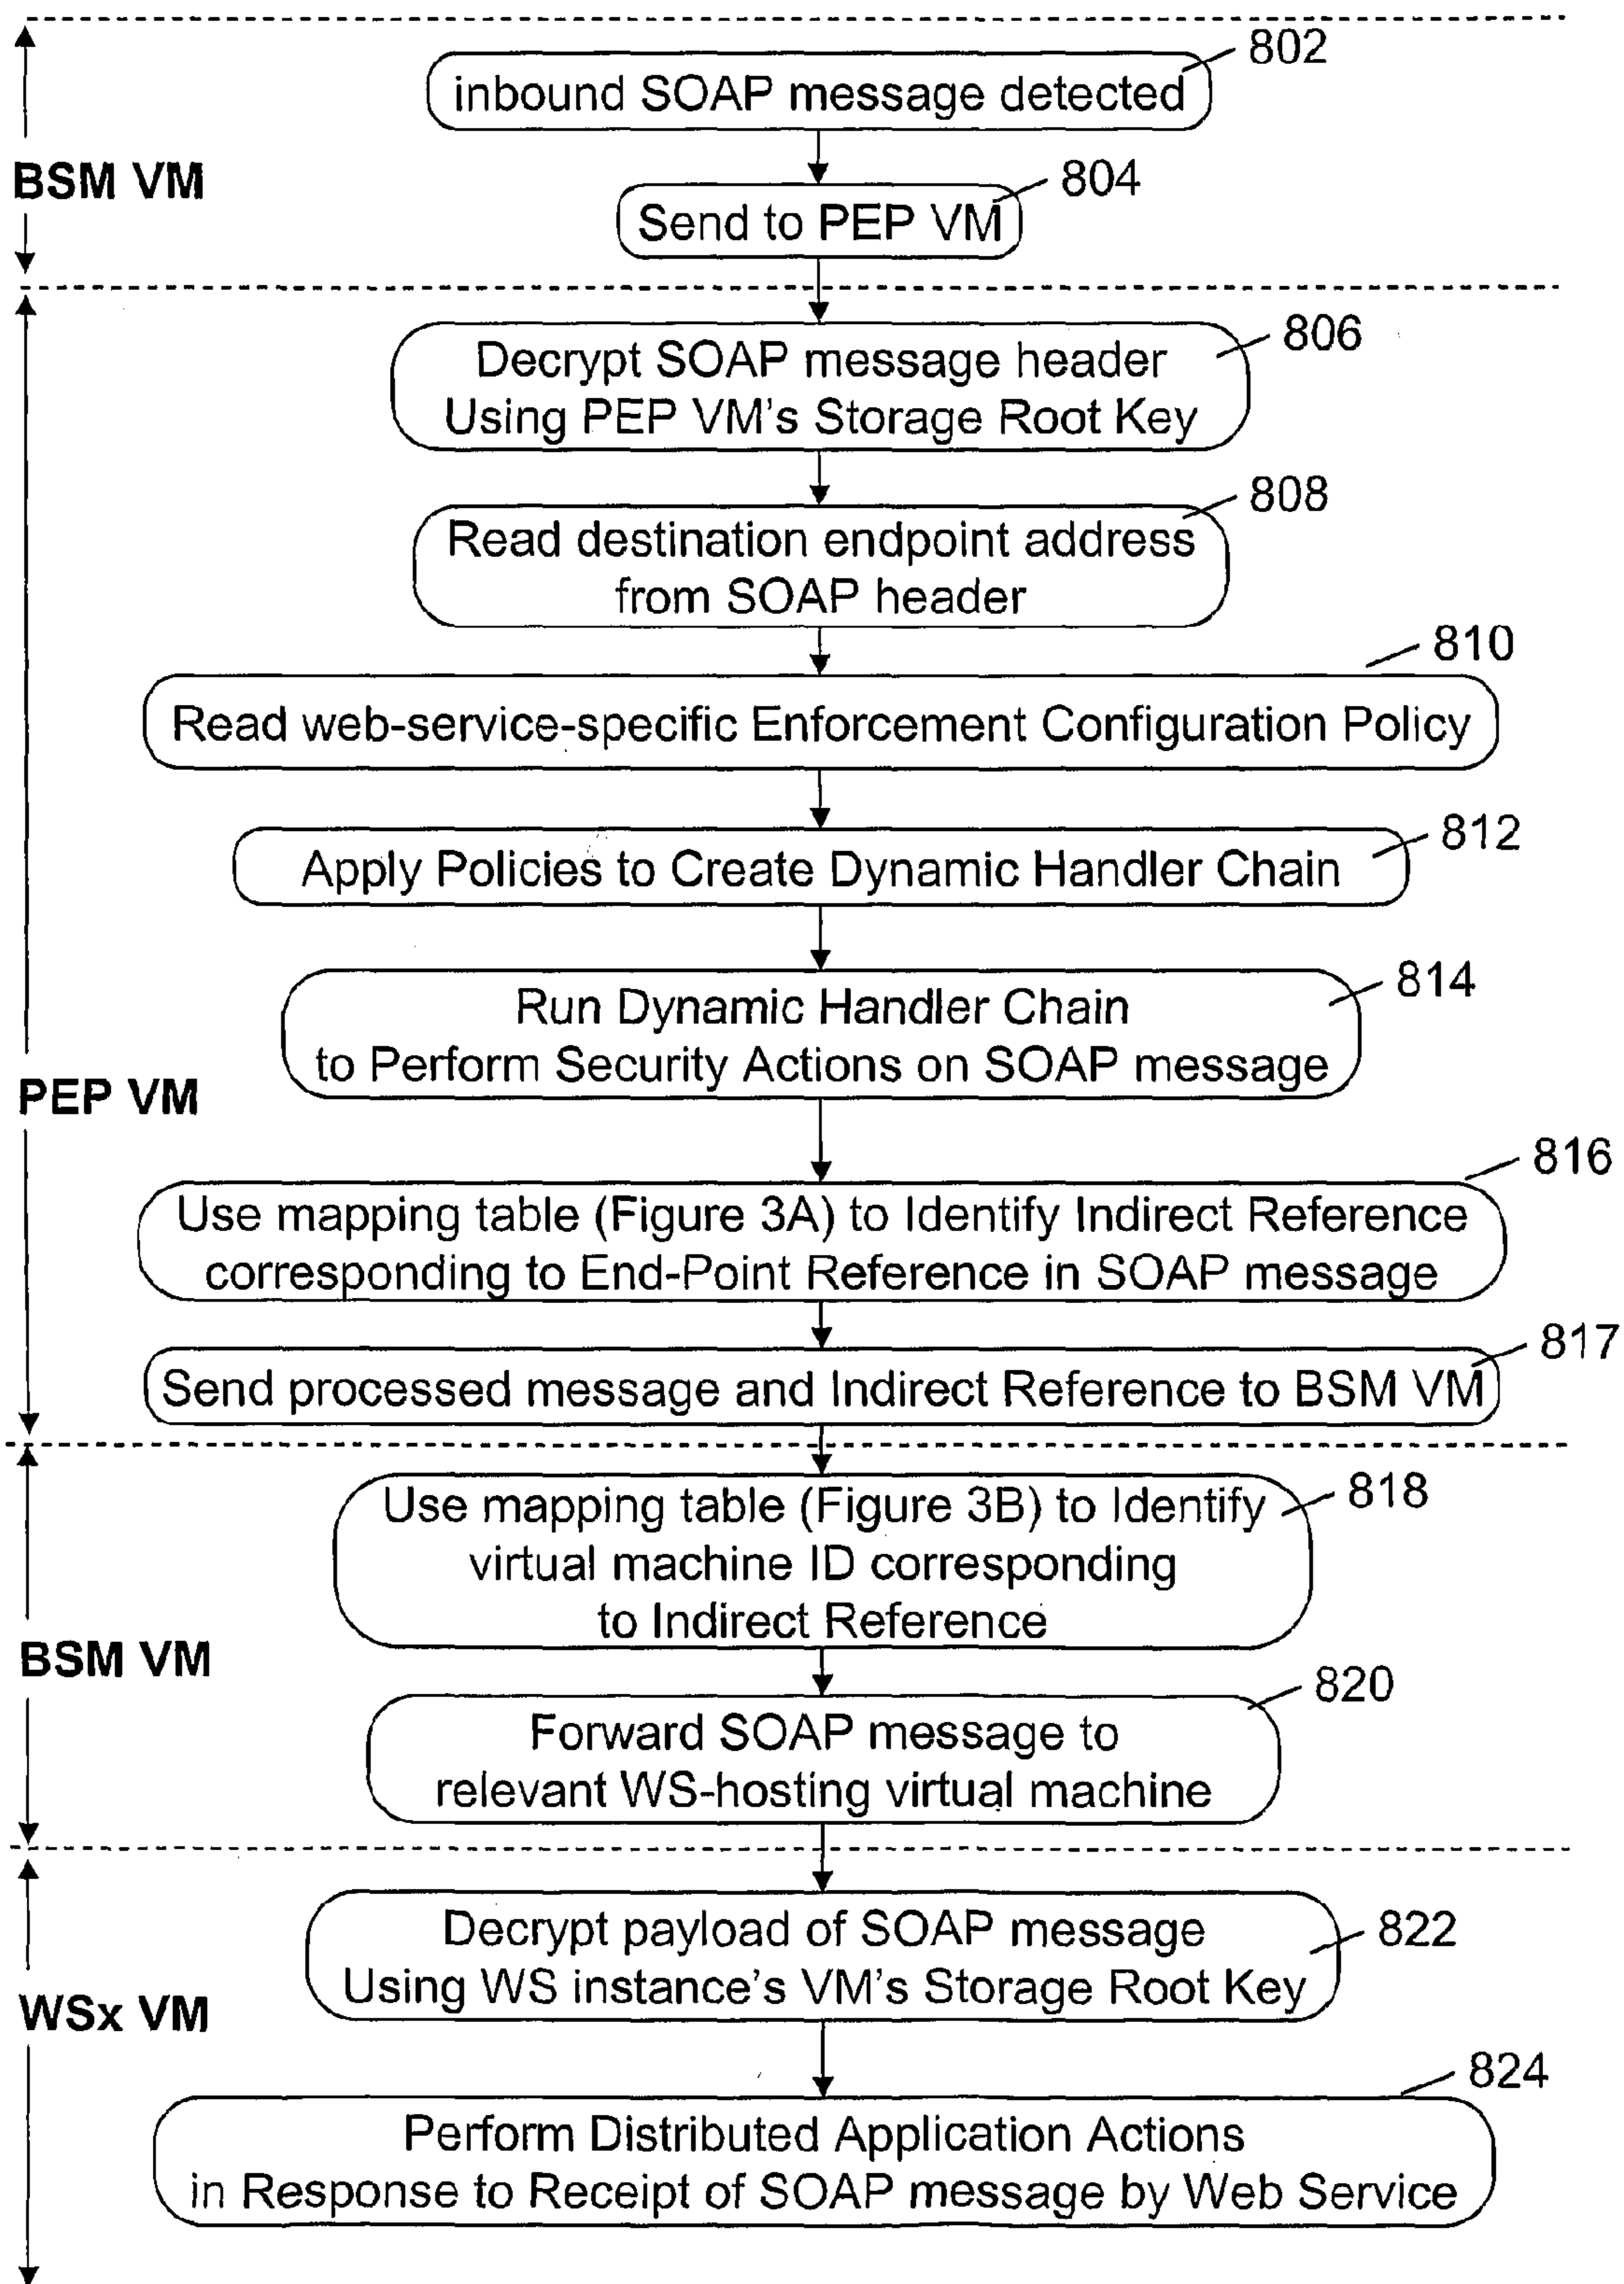 802
inbound SOAP message detected
BSM VM
804
Send to PEP VM
806
Decrypt SOAP message header
Using PEP VM's Storage Root Key
808
Read destination endpoint address
from SOAP header
810
Read web-service-specific Enforcement Configuration Policy
812
Apply Policies to Create Dynamic Handler Chain
814
Run Dynamic Handler Chain
to Perform Security Actions on SOAP message
PEP VM
816
Use mapping table (Figure 3A) to Identify Indirect Reference
corresponding to End-Point Reference in SOAP message
817
Send processed message and Indirect Reference to BSM VM
818
Use mapping table (Figure 3B) to Identify
virtual machine ID corresponding
to Indirect Reference
BSM VM
820
Forward SOAP message to
relevant WS-hosting virtual machine
822
Decrypt payload of SOAP message
Using WS instance's VM's Storage Root Key
WSx VM
824
Perform Distributed Application Actions
in Response to Receipt of SOAP message by Web Service